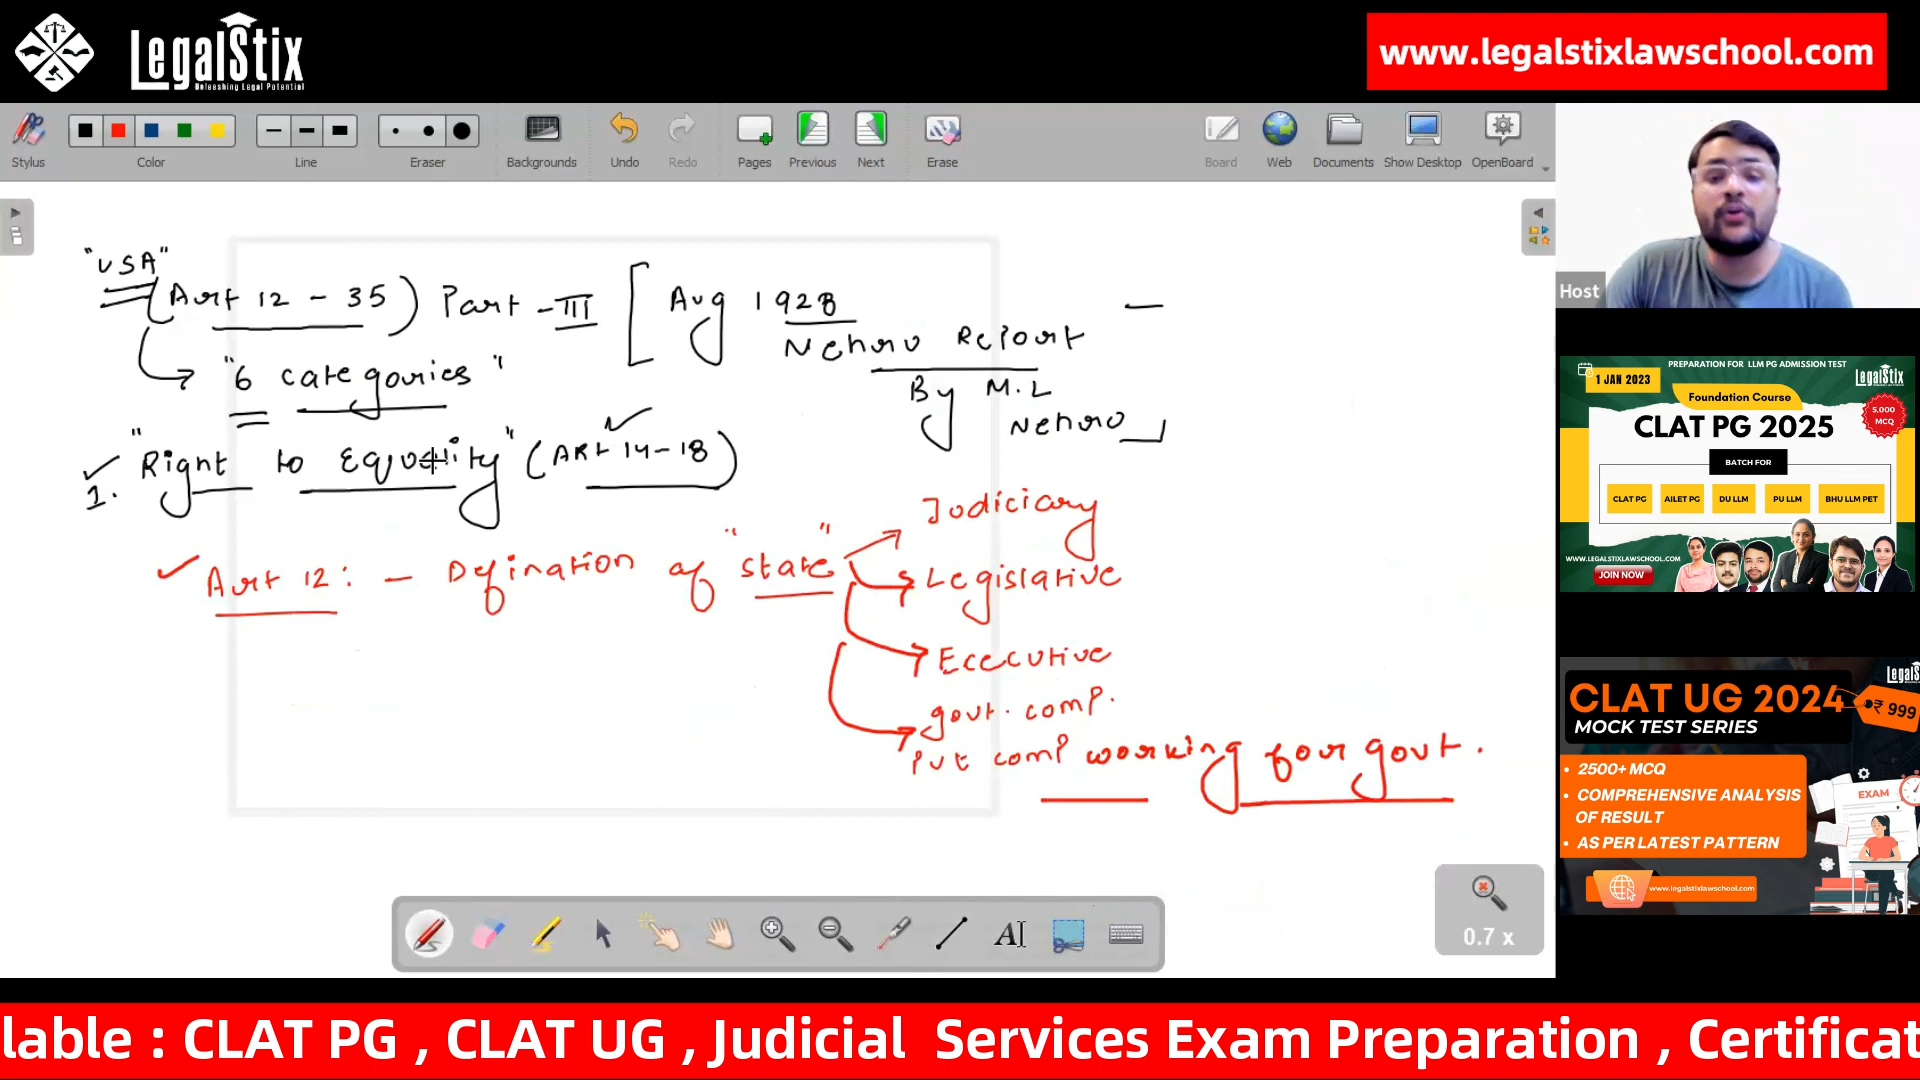 LegalStix
Unleashing Legal Potential
www.legalstixlawschool.com
Stylus
Color
Line
Eraser
Backgrounds
Undo
Redo
Pages
Previous
Next
Erase
Board
Web
Documents
Show Desktop
OpenBoard
"USA"
(Art 12 - 35) Part - III [ Aug 1928
Nehru Report
By M.L
Nehru ]
"6 categories"
1. "Right to Equality" (ART 14-18)
Art 12: - Defination of "state"
Judiciary
Legislative
Ececutive
govt. comp.
Pvt comp working for govt.
0.7 x
Host
PREPARATION FOR LLM PG ADMISSION TEST
1 JAN 2023
LegalStix
Foundation Course
5,000
MCQ
CLAT PG 2025
BATCH FOR
CLAT PG
AILET PG
DU LLM
PU LLM
BHU LLM PET
WWW.LEGALSTIXLAWSCHOOL.COM
JOIN NOW
LegalS
CLAT UG 2024
₹ 999
MOCK TEST SERIES
• 2500+ MCQ
• COMPREHENSIVE ANALYSIS
OF RESULT
• AS PER LATEST PATTERN
EXAM
www.legalstixlawschool.com
lable : CLAT PG , CLAT UG , Judicial Services Exam Preparation , Certificat